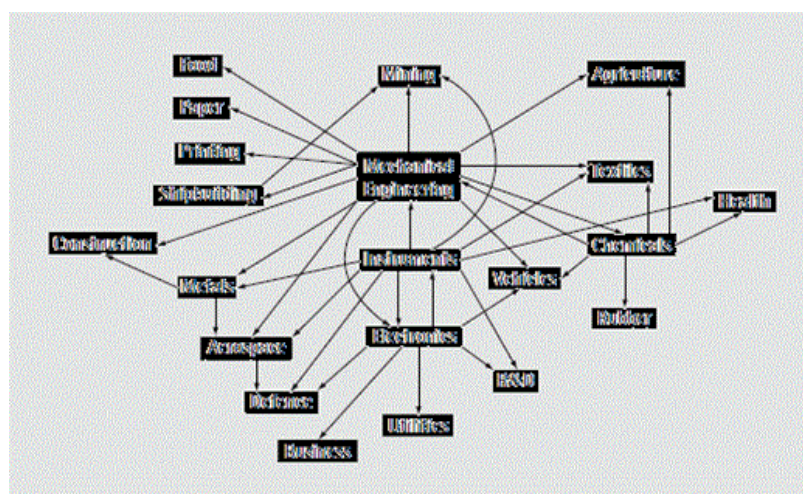 Food
Mining
Agriculture
Paper
Printing
Mechanical
Engineering
Textiles
Shipbuilding
Health
Construction
Instruments
Chemicals
Metals
Vehicles
Rubber
Aerospace
Electronics
R&D
Defence
Utilities
Business